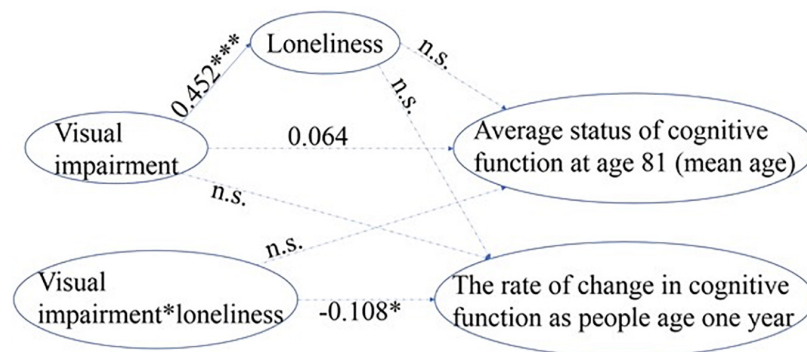 Loneliness
n.s.
0.452***
n.s.
Visual
impairment
0.064
Average status of cognitive
function at age 81 (mean age)
n.s.
n.s.
Visual
impairment*loneliness
-0.108*
The rate of change in cognitive
function as people age one year